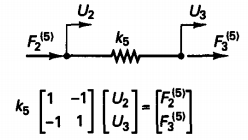 U₂ U₃
F₂⁽⁵⁾ k₅ F₃⁽⁵⁾
k₅ [1 -1; -1 1] [U₂; U₃] = [F₂⁽⁵⁾; F₃⁽⁵⁾]